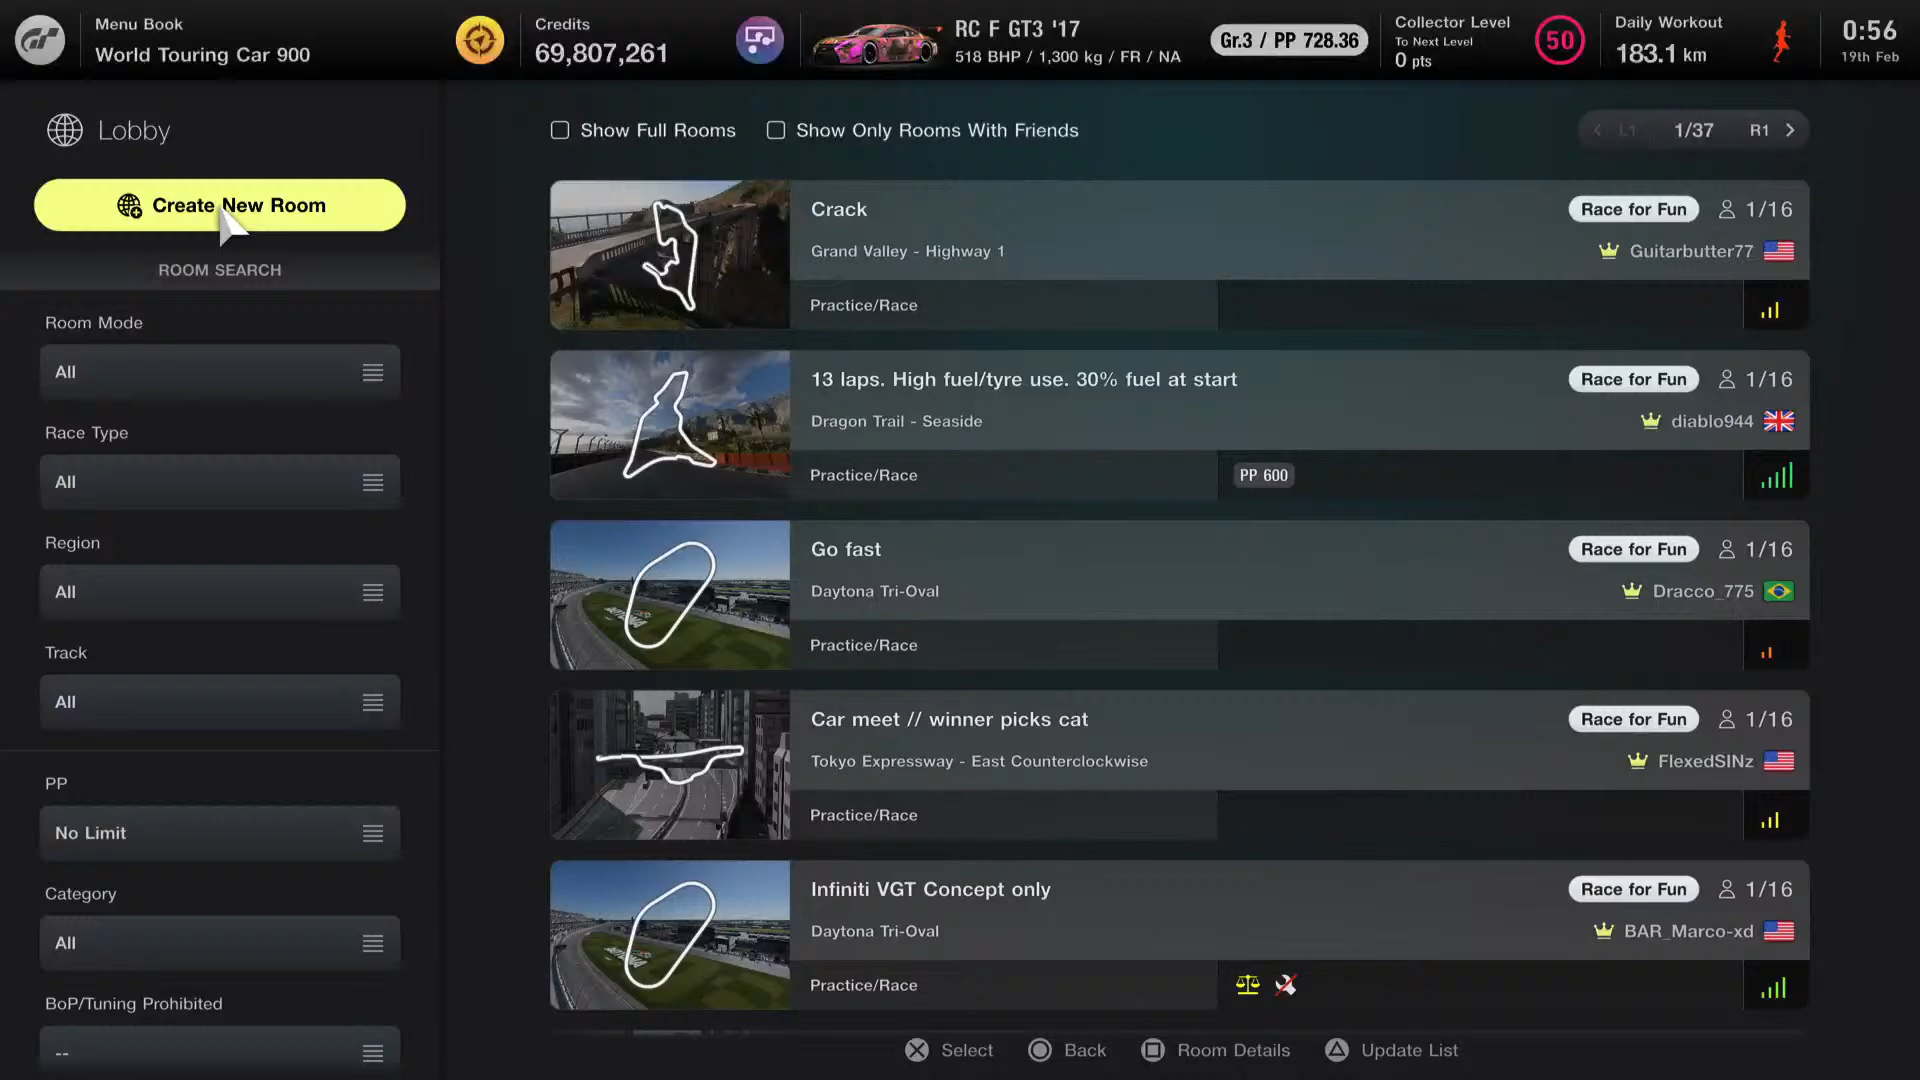 Menu Book
World Touring Car 900
Credits
69,807,261
RC F GT3 '17
518 BHP / 1,300 kg / FR / NA
Gr.3 / PP 728.36
Collector Level
To Next Level
0 pts
50
Daily Workout
183.1 km
0:56
19th Feb
Lobby
Create New Room
ROOM SEARCH
Room Mode
All
Race Type
All
Region
All
Track
All
PP
No Limit
Category
All
BoP/Tuning Prohibited
--
Show Full Rooms
Show Only Rooms With Friends
L1
1/37
R1
Crack
Race for Fun
1/16
Grand Valley - Highway 1
Guitarbutter77
Practice/Race
13 laps. High fuel/tyre use. 30% fuel at start
Race for Fun
1/16
Dragon Trail - Seaside
diablo944
Practice/Race
PP 600
Go fast
Race for Fun
1/16
Daytona Tri-Oval
Dracco_775
Practice/Race
Car meet // winner picks cat
Race for Fun
1/16
Tokyo Expressway - East Counterclockwise
FlexedSINz
Practice/Race
Infiniti VGT Concept only
Race for Fun
1/16
Daytona Tri-Oval
BAR_Marco-xd
Practice/Race
Select
Back
Room Details
Update List